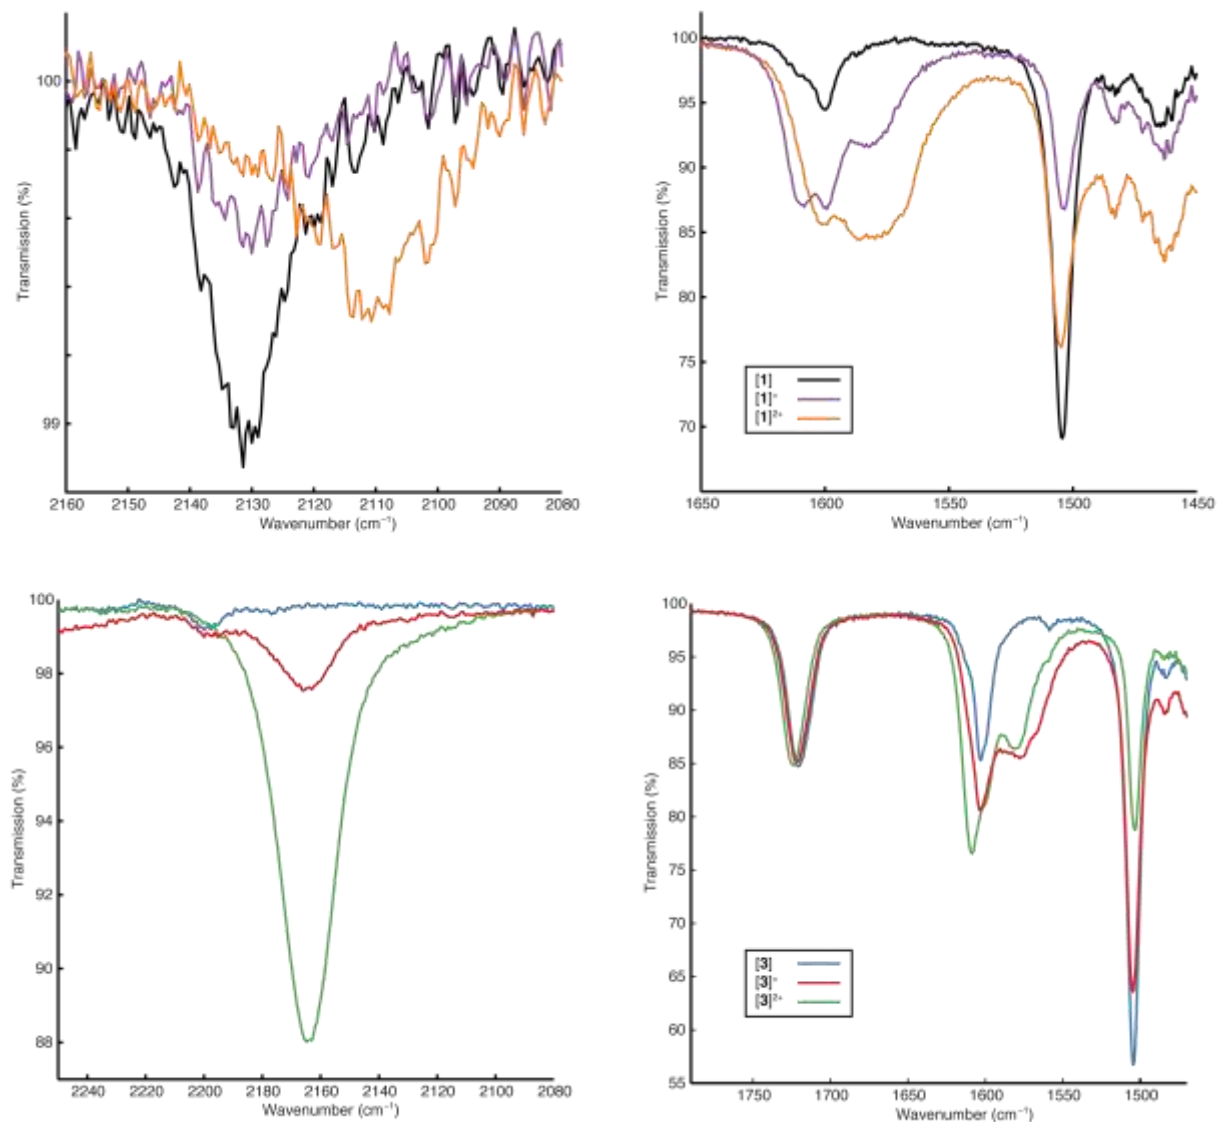 100
99
Transmission (%)
2160 2150 2140 2130 2120 2110 2100 2090 2080
Wavenumber (cm⁻¹)
100
95
90
85
80
75
70
Transmission (%)
[1]
[1]⁺
[1]²⁺
1650 1600 1550 1500 1450
Wavenumber (cm⁻¹)
100
98
96
94
92
90
88
Transmission (%)
2240 2220 2200 2180 2160 2140 2120 2100 2080
Wavenumber (cm⁻¹)
100
95
90
85
80
75
70
65
60
55
Transmission (%)
[3]
[3]⁺
[3]²⁺
1750 1700 1650 1600 1550 1500
Wavenumber (cm⁻¹)